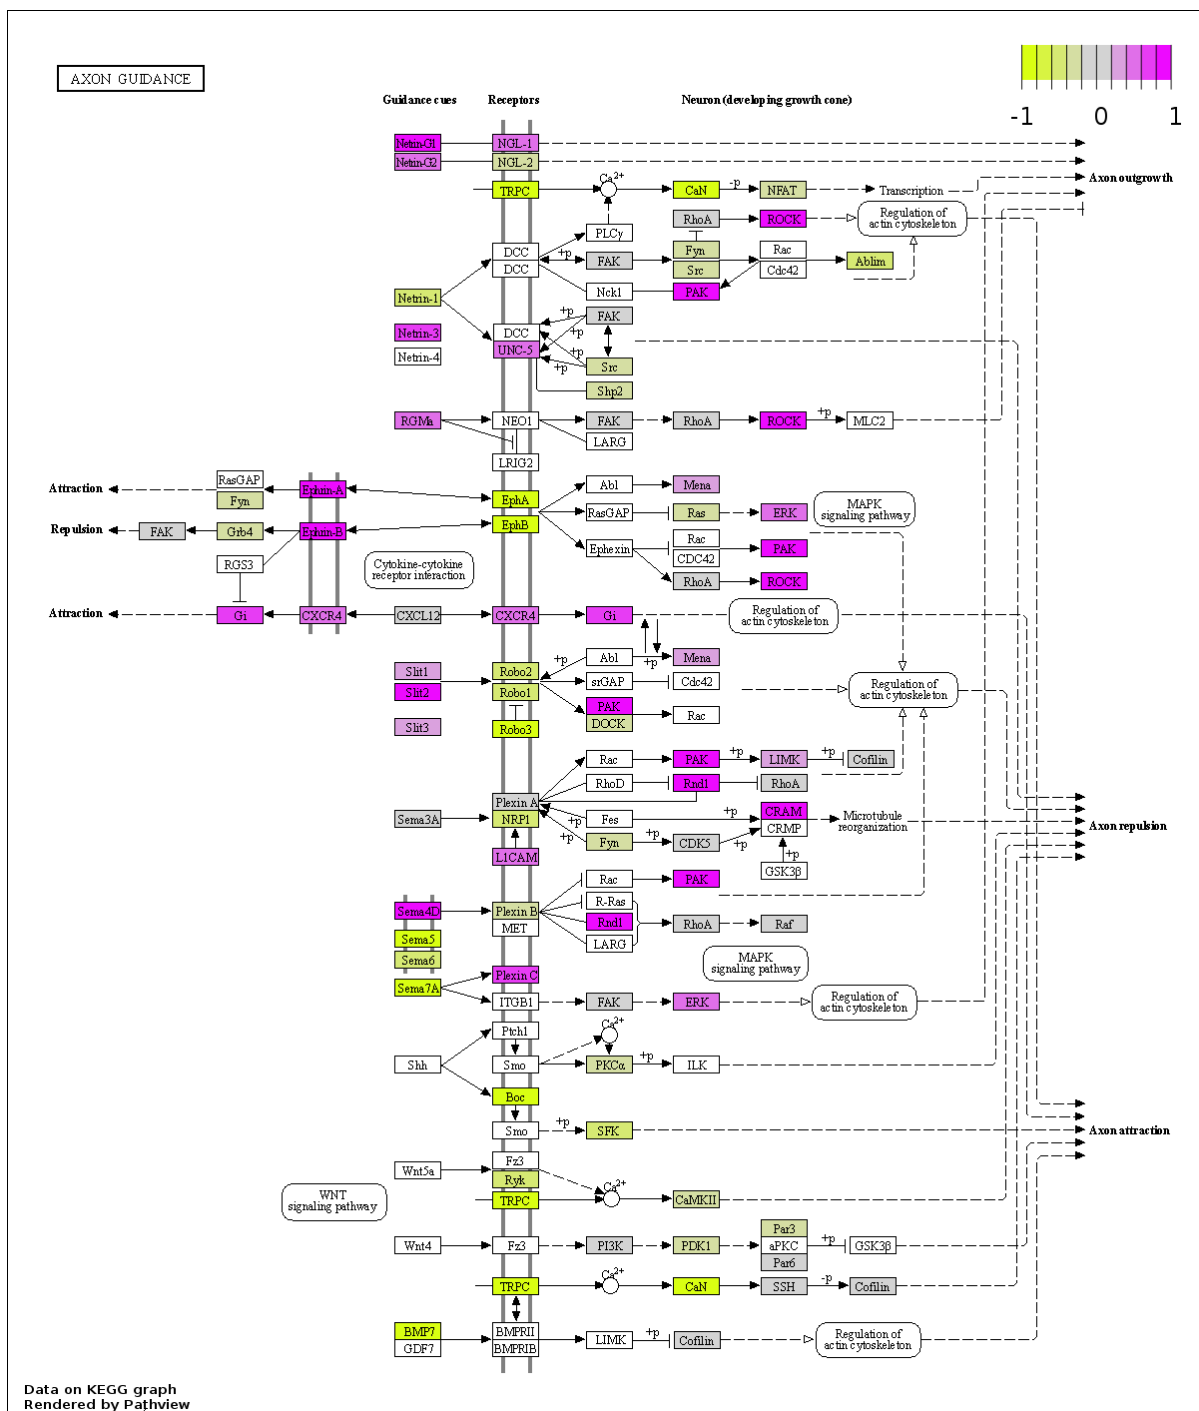 AXON GUIDANCE
-1 0 1
Guidance cues Receptors Neuron (developing growth cone)
Netrin-G1 NGL-1
Netrin-G2 NGL-2
Axon outgrowth
TRPC Ca2+ CaN -p NFAT Transcription
RhoA ROCK Regulation of
actin cytoskeleton
PLCγ
DCC +p FAK Fyn Rac Ablim
DCC Src Cdc42
Netrin-1 Nck1 PAK
+p FAK
Netrin-3 DCC +p
UNC-5 +p
Netrin-4 +p Src
Shp2
RGMa NEO1 FAK RhoA ROCK +p MLC2
LARG
LRIG2
RasGAP
Attraction Fyn Ephrin-A EphA Abl Mena
Repulsion FAK Grb4 Ephrin-B EphB RasGAP Ras ERK MAPK
signaling pathway
RGS3 Cytokine-cytokine
receptor interaction Ephexin Rac PAK
CDC42
RhoA ROCK
Attraction Gi CXCR4 CXCL12 CXCR4 Gi Regulation of
actin cytoskeleton
Slit1 Robo2 +p Abl +p Mena
Slit2 Robo1 srGAP Cdc42 Regulation of
actin cytoskeleton
PAK
DOCK Rac
Slit3 Robo3
Rac PAK +p LIMK +p Cofilin
RhoD Rnd1 RhoA
Plexin A
Sema3A NRP1 +p Fes +p CRAM Microtubule
reorganization
CRMP
+p Fyn +p CDK5 +p +p
L1CAM GSK3β
Axon repulsion
Rac PAK
R-Ras
Sema4D Plexin B Rnd1 RhoA Raf
MET LARG
Sema5
Sema6 MAPK
signaling pathway
Sema7A Plexin C
ITGB1 FAK ERK Regulation of
actin cytoskeleton
Ptch1 Ca2+
Shh Smo PKCα +p ILK
Boc
Smo +p SFK Axon attraction
Wnt5a Fz3
Ryk Ca2+
WNT
signaling pathway
TRPC CaMKII
Wnt4 Fz3 PI3K PDK1 Par3
aPKC +p GSK3β
Par6
TRPC Ca2+ CaN SSH -p Cofilin
BMP7 BMPRII LIMK +p Cofilin Regulation of
actin cytoskeleton
GDF7 BMPRIB
Data on KEGG graph
Rendered by Pathview